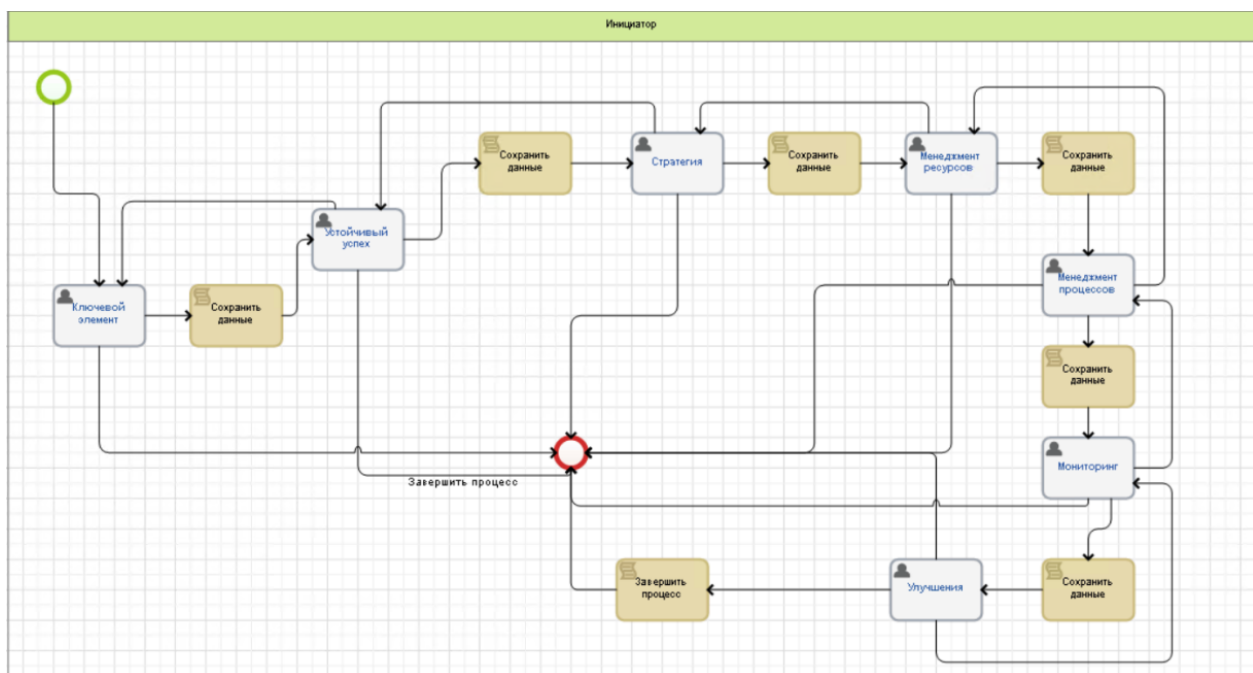 Инициатор
Сохранить
данные
Стратегия
Сохранить
данные
Менеджмент
ресурсов
Сохранить
данные
Устойчивый
успех
Ключевой
элемент
Сохранить
данные
Менеджмент
процессов
Сохранить
данные
Мониторинг
Завершить процесс
Завершить
процесс
Улучшения
Сохранить
данные